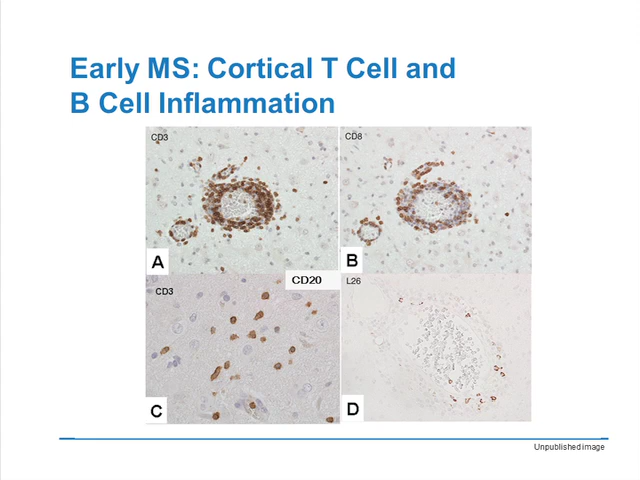 Early MS: Cortical T Cell and
B Cell Inflammation
CD3
CD8
A
B
CD3
CD20
L26
C
D
Unpublished image